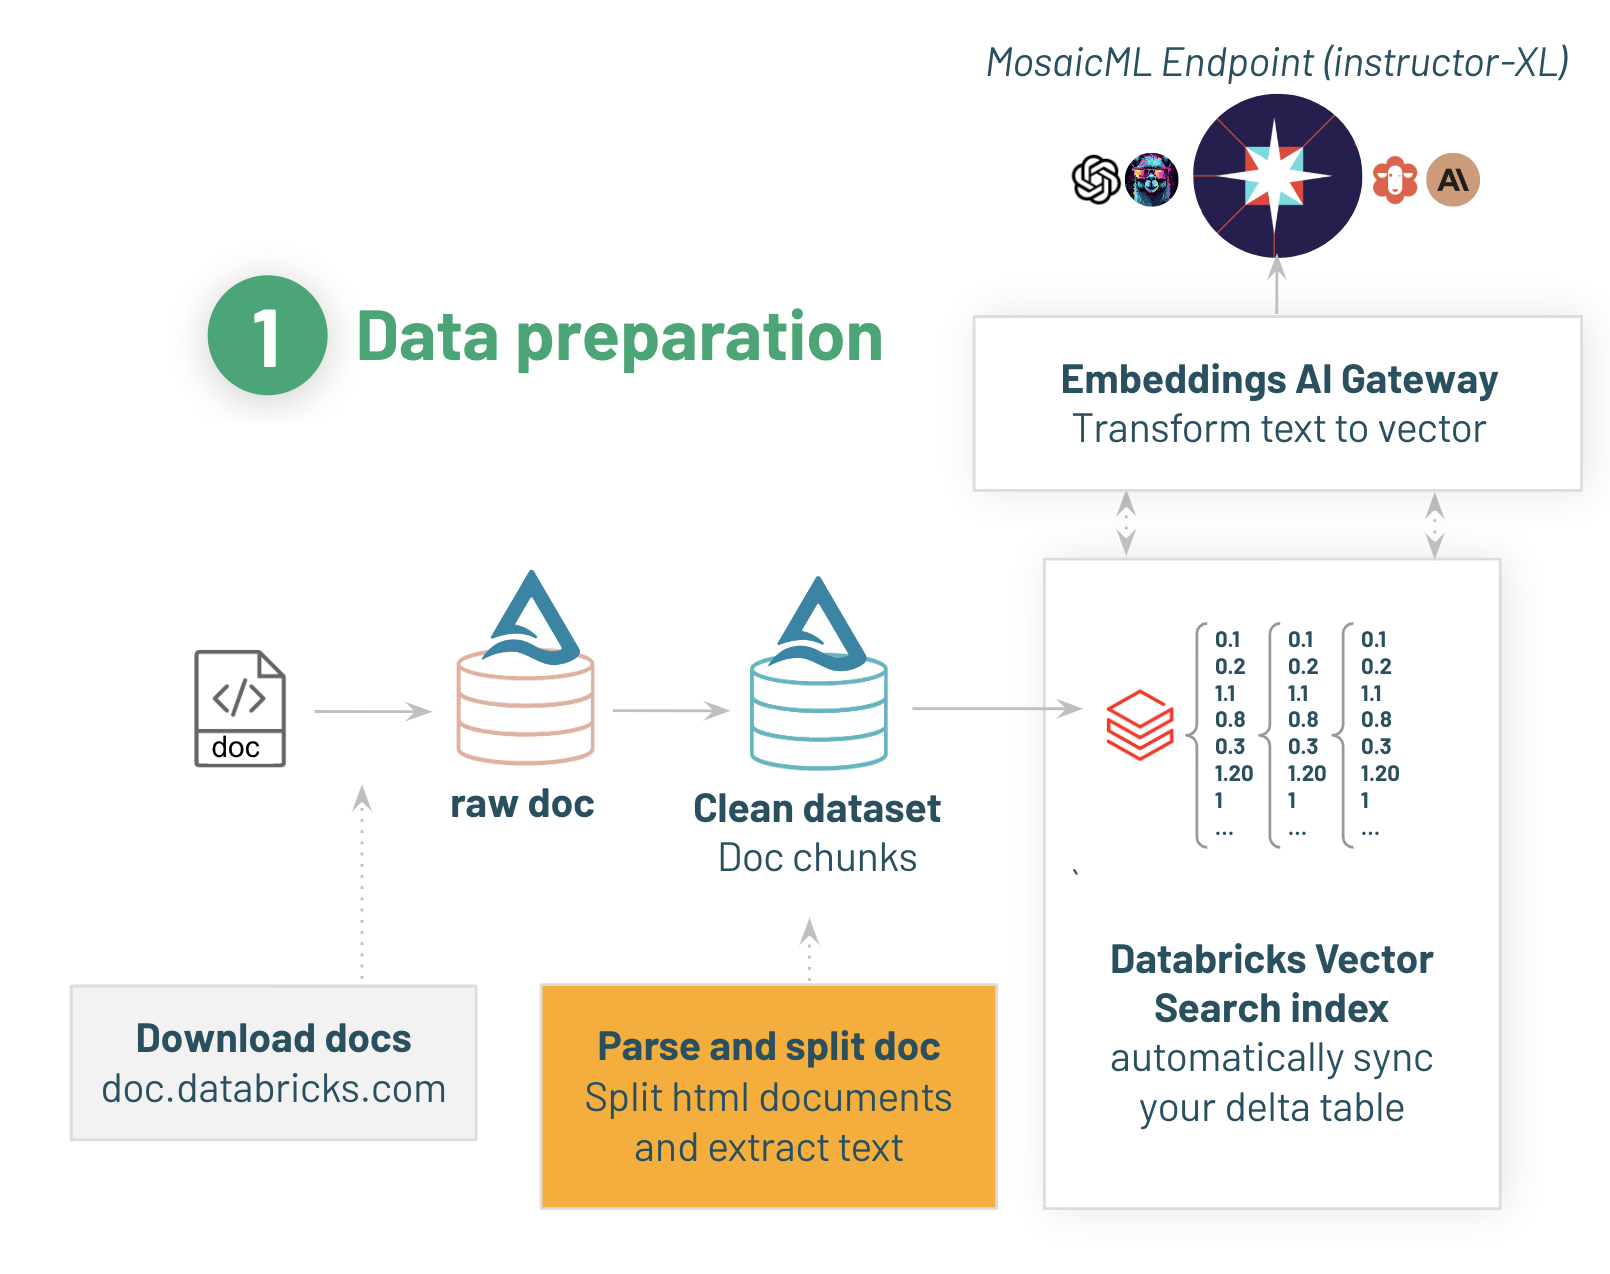 MosaicML Endpoint (instructor-XL)
A\
1 Data preparation
Embeddings AI Gateway
Transform text to vector
</>
doc
raw doc
Clean dataset
Doc chunks
0.1 0.1 0.1
0.2 0.2 0.2
1.1 1.1 1.1
0.8 0.8 0.8
0.3 0.3 0.3
1.20 1.20 1.20
1 1 1
... ... ...
`
Databricks Vector
Search index
automatically sync
your delta table
Download docs
doc.databricks.com
Parse and split doc
Split html documents
and extract text